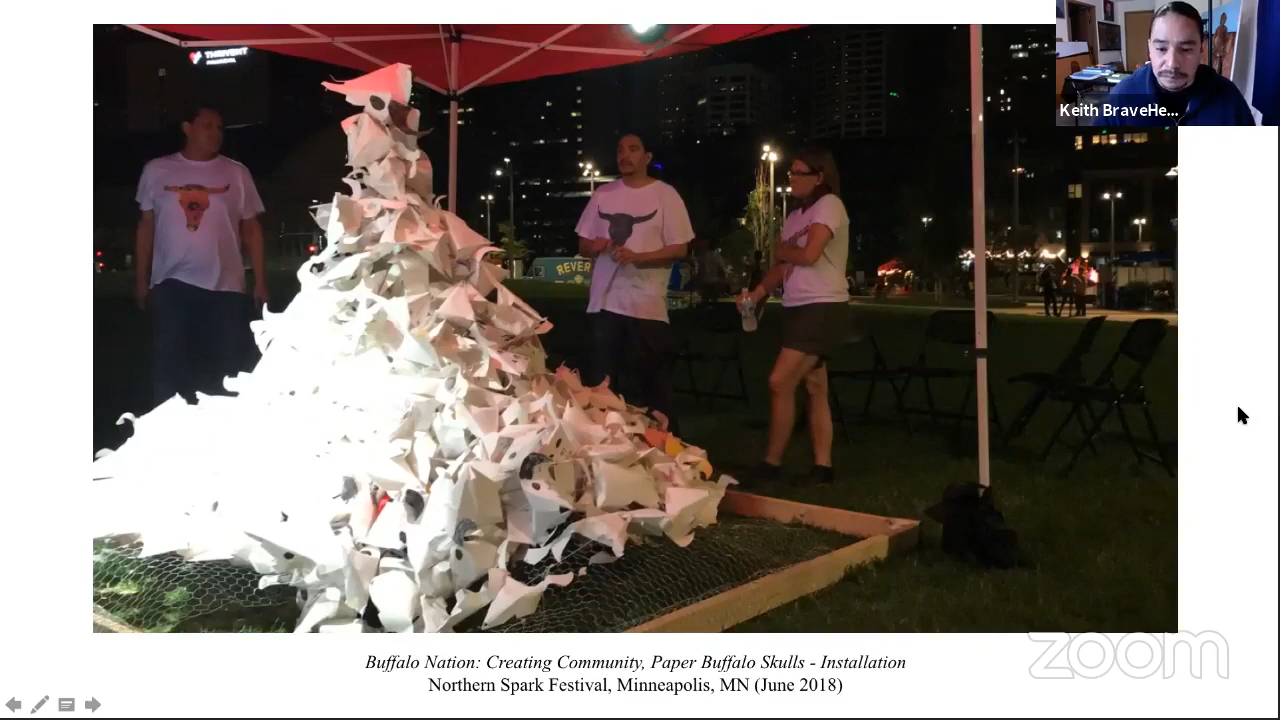 THRIVENT
Keith BraveHe...
REVER
Buffalo Nation: Creating Community, Paper Buffalo Skulls - Installation
Northern Spark Festival, Minneapolis, MN (June 2018)
zoom